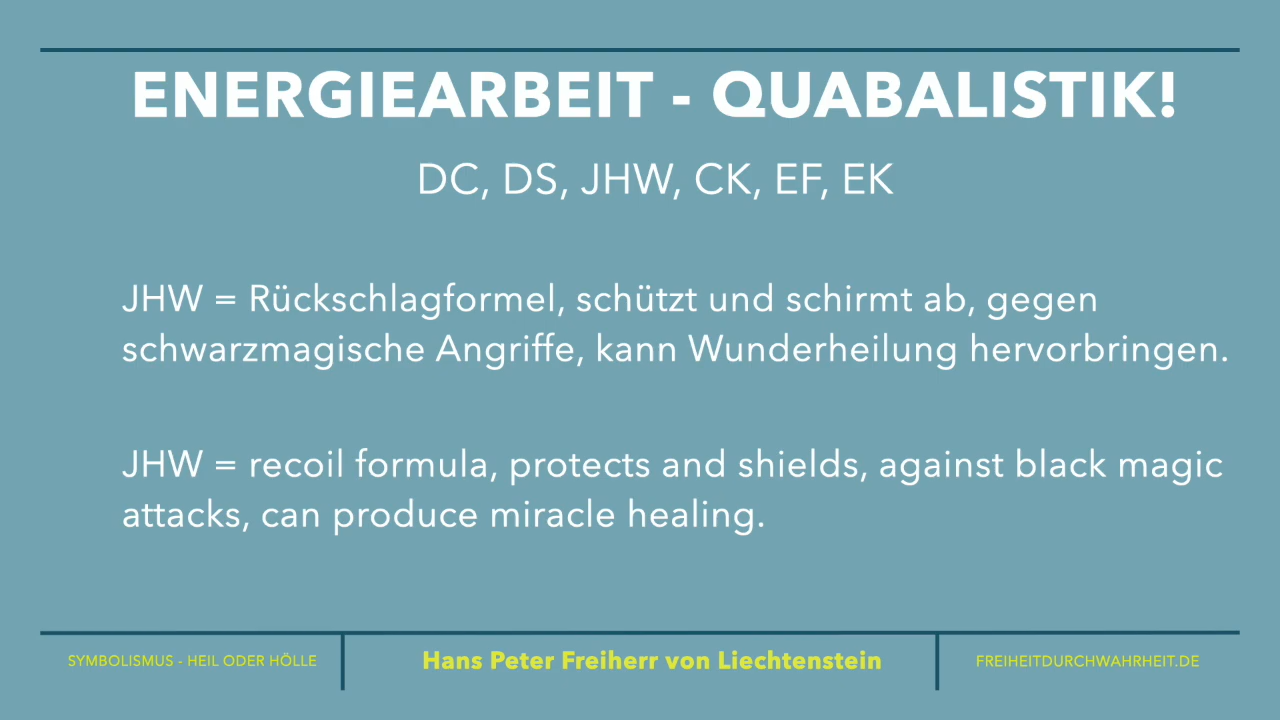 ENERGIEARBEIT - QUABALISTIK!
DC, DS, JHW, CK, EF, EK
JHW = Rückschlagformel, schützt und schirmt ab, gegen
schwarzmagische Angriffe, kann Wunderheilung hervorbringen.
JHW = recoil formula, protects and shields, against black magic
attacks, can produce miracle healing.
SYMBOLISMUS - HEIL ODER HÖLLE
Hans Peter Freiherr von Liechtenstein
FREIHEITDURCHWAHRHEIT.DE